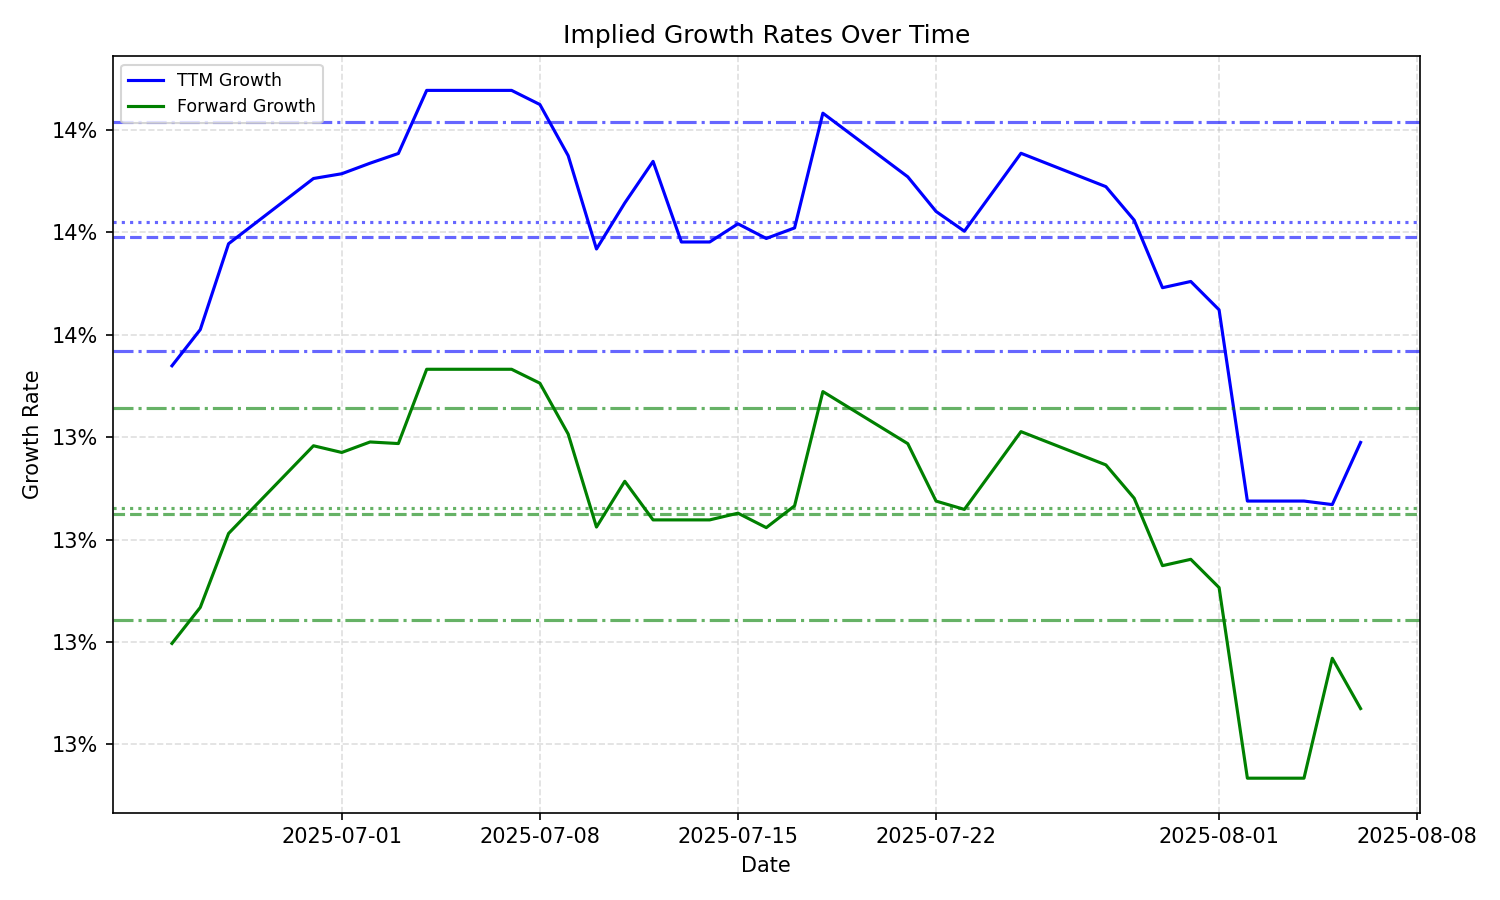 Implied Growth Rates Over Time
TTM Growth
Forward Growth
14%
14%
14%
13%
13%
13%
13%
Growth Rate
2025-07-01
2025-07-08
2025-07-15
2025-07-22
2025-08-01
2025-08-08
Date